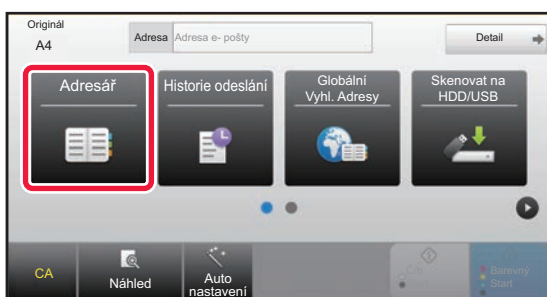 Originál
A4
Adresa
Adresa e- pošty
Detail
Adresář
Historie odeslání
Globální
Vyhl. Adresy
Skenovat na
HDD/USB
CA
Náhled
Auto
nastavení
Barevný
Start